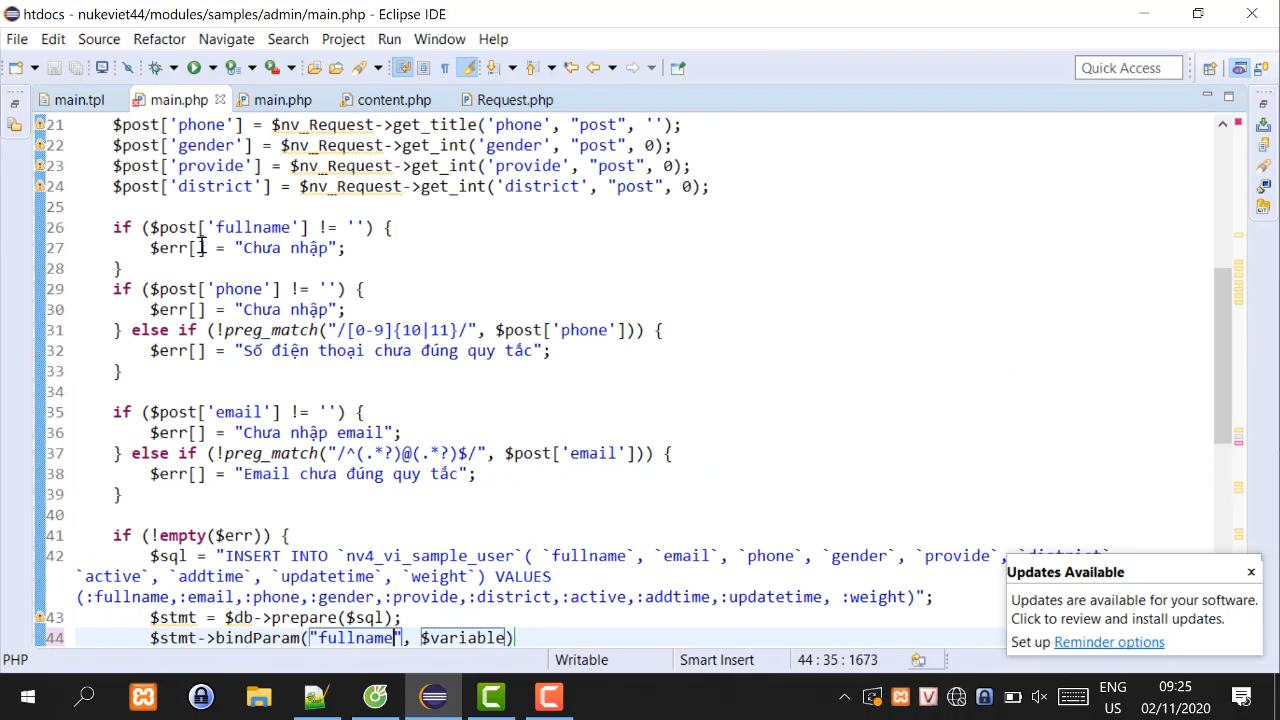 htdocs - nukeviet44/modules/samples/admin/main.php - Eclipse IDE
File Edit Source Refactor Navigate Search Project Run Window Help
Quick Access
main.tpl main.php main.php content.php Request.php
21 $post['phone'] = $nv_Request->get_title('phone', "post", '');
22 $post['gender'] = $nv_Request->get_int('gender', "post", 0);
23 $post['provide'] = $nv_Request->get_int('provide', "post", 0);
24 $post['district'] = $nv_Request->get_int('district', "post", 0);
25
26 if ($post['fullname'] != '') {
27 $err[] = "Chưa nhập";
28 }
29 if ($post['phone'] != '') {
30 $err[] = "Chưa nhập";
31 } else if (!preg_match("/[0-9]{10|11}/", $post['phone'])) {
32 $err[] = "Số điện thoại chưa đúng quy tắc";
33 }
34
35 if ($post['email'] != '') {
36 $err[] = "Chưa nhập email";
37 } else if (!preg_match("/^(.*?)@(.*?)$/", $post['email'])) {
38 $err[] = "Email chưa đúng quy tắc";
39 }
40
41 if (!empty($err)) {
42 $sql = "INSERT INTO `nv4_vi_sample_user`( `fullname`, `email`, `phone`, `gender`, `provide`, `district`,
`active`, `addtime`, `updatetime`, `weight`) VALUES
(:fullname,:email,:phone,:gender,:provide,:district,:active,:addtime,:updatetime, :weight)";
43 $stmt = $db->prepare($sql);
44 $stmt->bindParam("fullname", $variable)
Updates Available
Updates are available for your software.
Click to review and install updates.
Set up Reminder options
PHP Writable Smart Insert 44 : 35 : 1673
ENG
US
09:25
02/11/2020